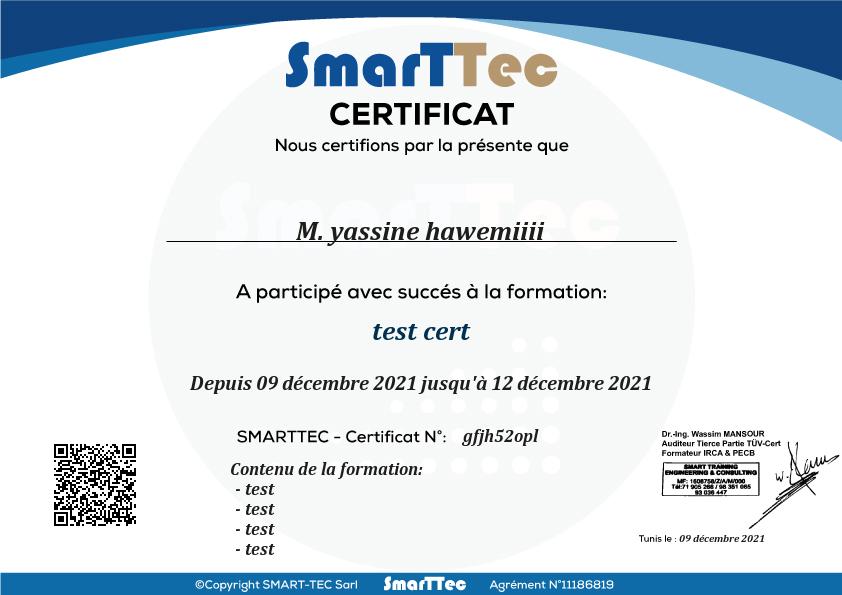 SmarTTec
CERTIFICAT
Nous certifions par la présente que
SmarTTec
M. yassine hawemiiii
A participé avec succés à la formation:
test cert
Depuis 09 décembre 2021 jusqu'à 12 décembre 2021
SMARTTEC - Certificat N°: gfjh52opl
Contenu de la formation:
- test
- test
- test
- test
Dr.-Ing. Wassim MANSOUR
Auditeur Tierce Partie TÜV-Cert
Formateur IRCA & PECB
SMART TRAINING
ENGINEERING & CONSULTING
MF: 1608758/Z/A/M/000
Tél:71 905 266 / 98 351 065
93 036 447
Tunis le : 09 décembre 2021
©Copyright SMART-TEC Sarl SmarTTec Agrément N°11186819